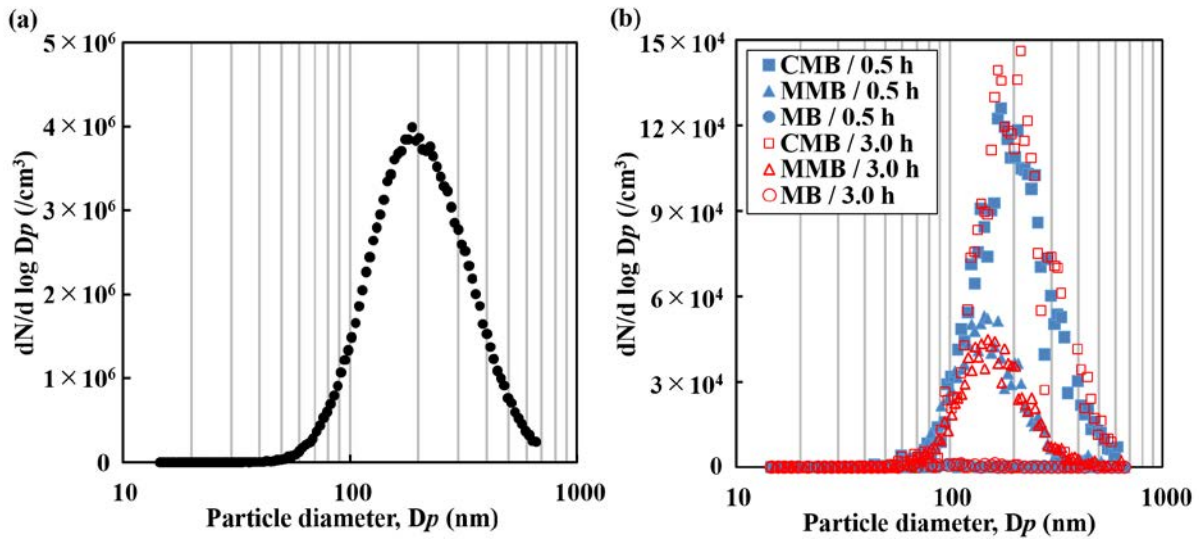 (a)
5×10⁶
4×10⁶
3×10⁶
2×10⁶
1×10⁶
0
dN/d log Dp (/cm³)
10
100
1000
Particle diameter, Dp (nm)
(b)
15×10⁴
12×10⁴
9×10⁴
6×10⁴
3×10⁴
0
dN/d log Dp (/cm³)
CMB / 0.5 h
MMB / 0.5 h
MB / 0.5 h
CMB / 3.0 h
MMB / 3.0 h
MB / 3.0 h
10
100
1000
Particle diameter, Dp (nm)